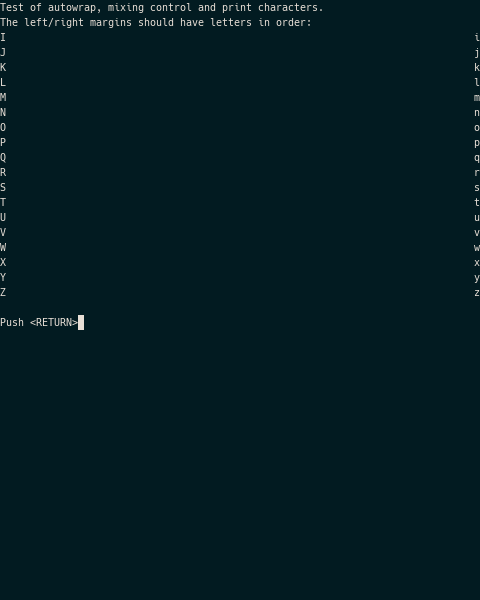 Test of autowrap, mixing control and print characters.
The left/right margins should have letters in order:
I i
J j
K k
L l
M m
N n
O o
P p
Q q
R r
S s
T t
U u
V v
W w
X x
Y y
Z z
Push <RETURN>